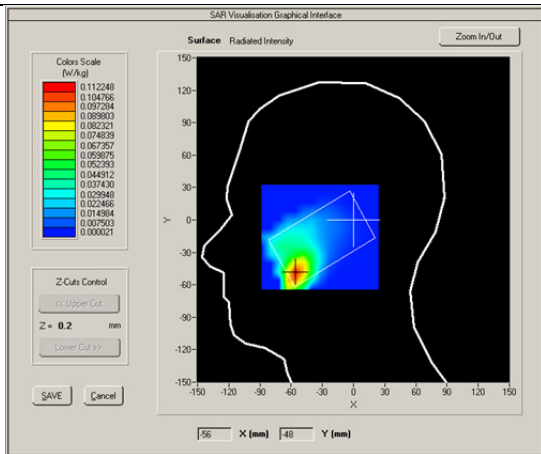 SAR Visualisation Graphical Interface
Surface Radiated Intensity
Zoom In/Out
Colors Scale
(W/kg)
0.112248
0.104766
0.097284
0.089803
0.082321
0.074839
0.067357
0.059875
0.052393
0.044912
0.037430
0.029948
0.022466
0.014984
0.007503
0.000021
Z-Cuts Control
<< Upper Cut
Z = 0.2 mm
Lower Cut >>
SAVE Cancel
150
120
90
60
30
0
-30
-60
-90
-120
-150
Y
-150 -120 -90 -60 -30 0 30 60 90 120 150
X
-56 X (mm) -48 Y (mm)